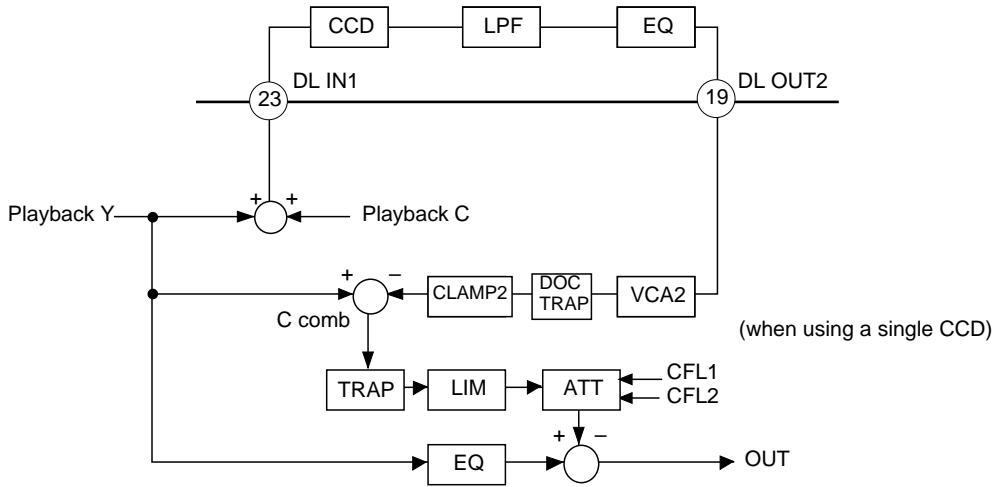 CCD LPF EQ
DL IN1 DL OUT2
23 19
+ +
Playback Y Playback C
+ –
CLAMP2 DOC TRAP VCA2
C comb
(when using a single CCD)
TRAP LIM ATT CFL1
CFL2
+ –
EQ OUT